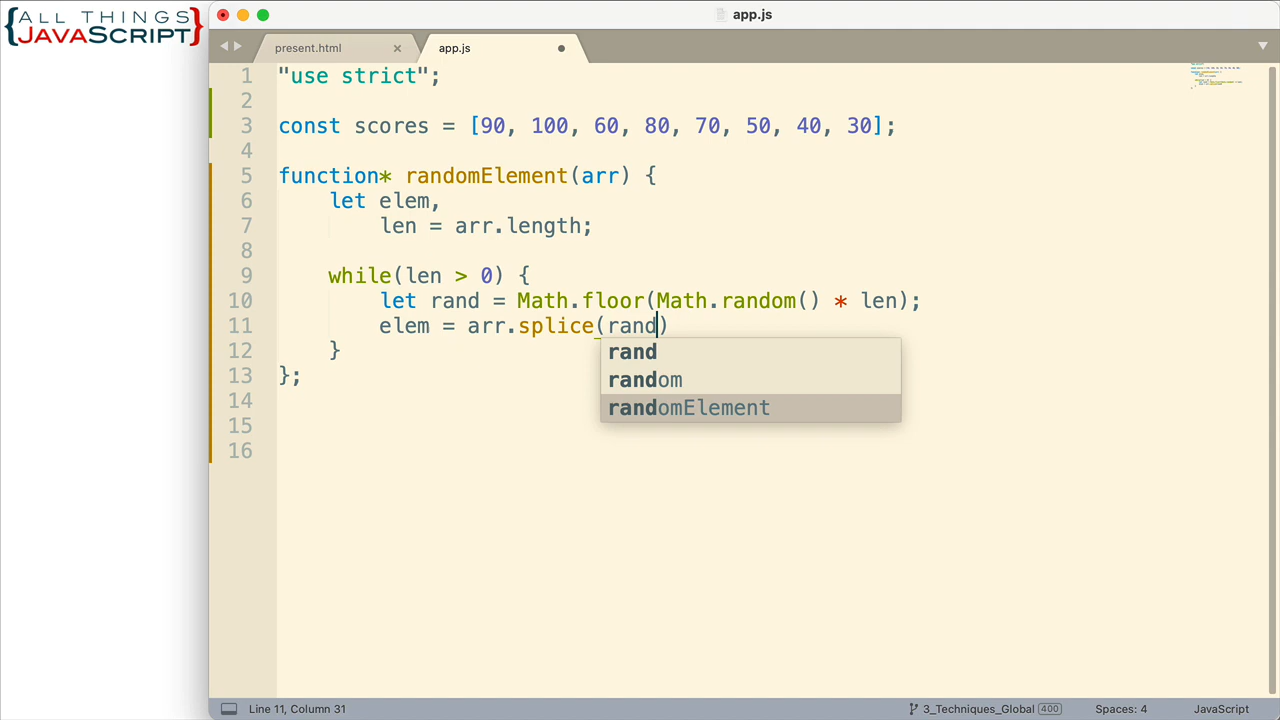 {ALL THINGS
JAVASCRIPT}
app.js
present.html
app.js
1 "use strict";
2
3 const scores = [90, 100, 60, 80, 70, 50, 40, 30];
4
5 function* randomElement(arr) {
6 let elem,
7 len = arr.length;
8
9 while(len > 0) {
10 let rand = Math.floor(Math.random() * len);
11 elem = arr.splice(rand)
12 }
13 };
14
15
16
rand
random
randomElement
Line 11, Column 31
3_Techniques_Global 400
Spaces: 4
JavaScript